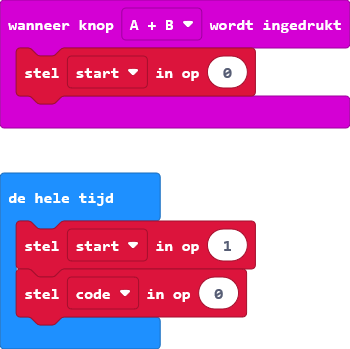 wanneer knop A + B wordt ingedrukt
stel start in op 0
de hele tijd
stel start in op 1
stel code in op 0